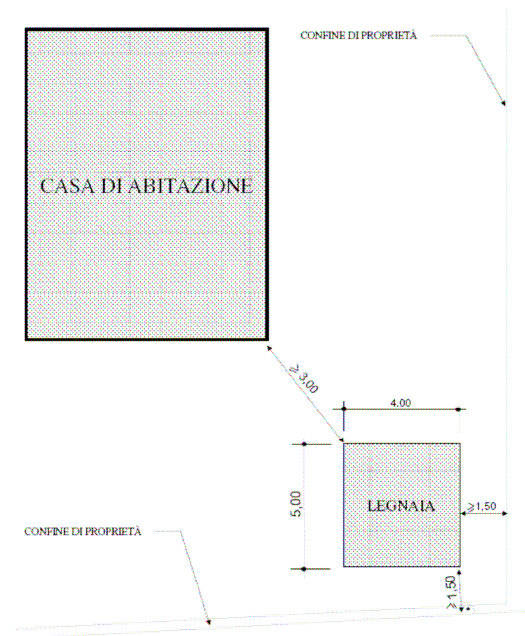 CONFINE DI PROPRIETÀ
CASA DI ABITAZIONE
⩾ 3,00
4.00
5,00
LEGNAIA
⩾1,50
CONFINE DI PROPRIETÀ
⩾1,50